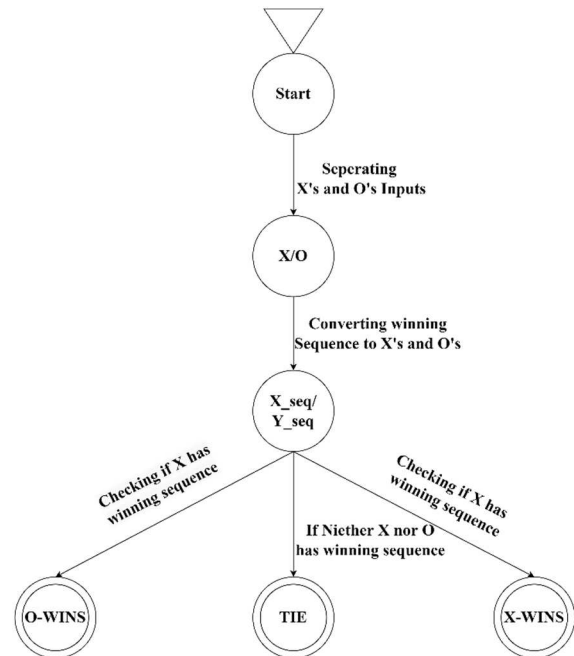 Start
Seperating
X's and O's Inputs
X/O
Converting winning
Sequence to X's and O's
X_seq/
Y_seq
Checking if X has
winning sequence
If Niether X nor O
has winning sequence
Checking if X has
winning sequence
O-WINS
TIE
X-WINS